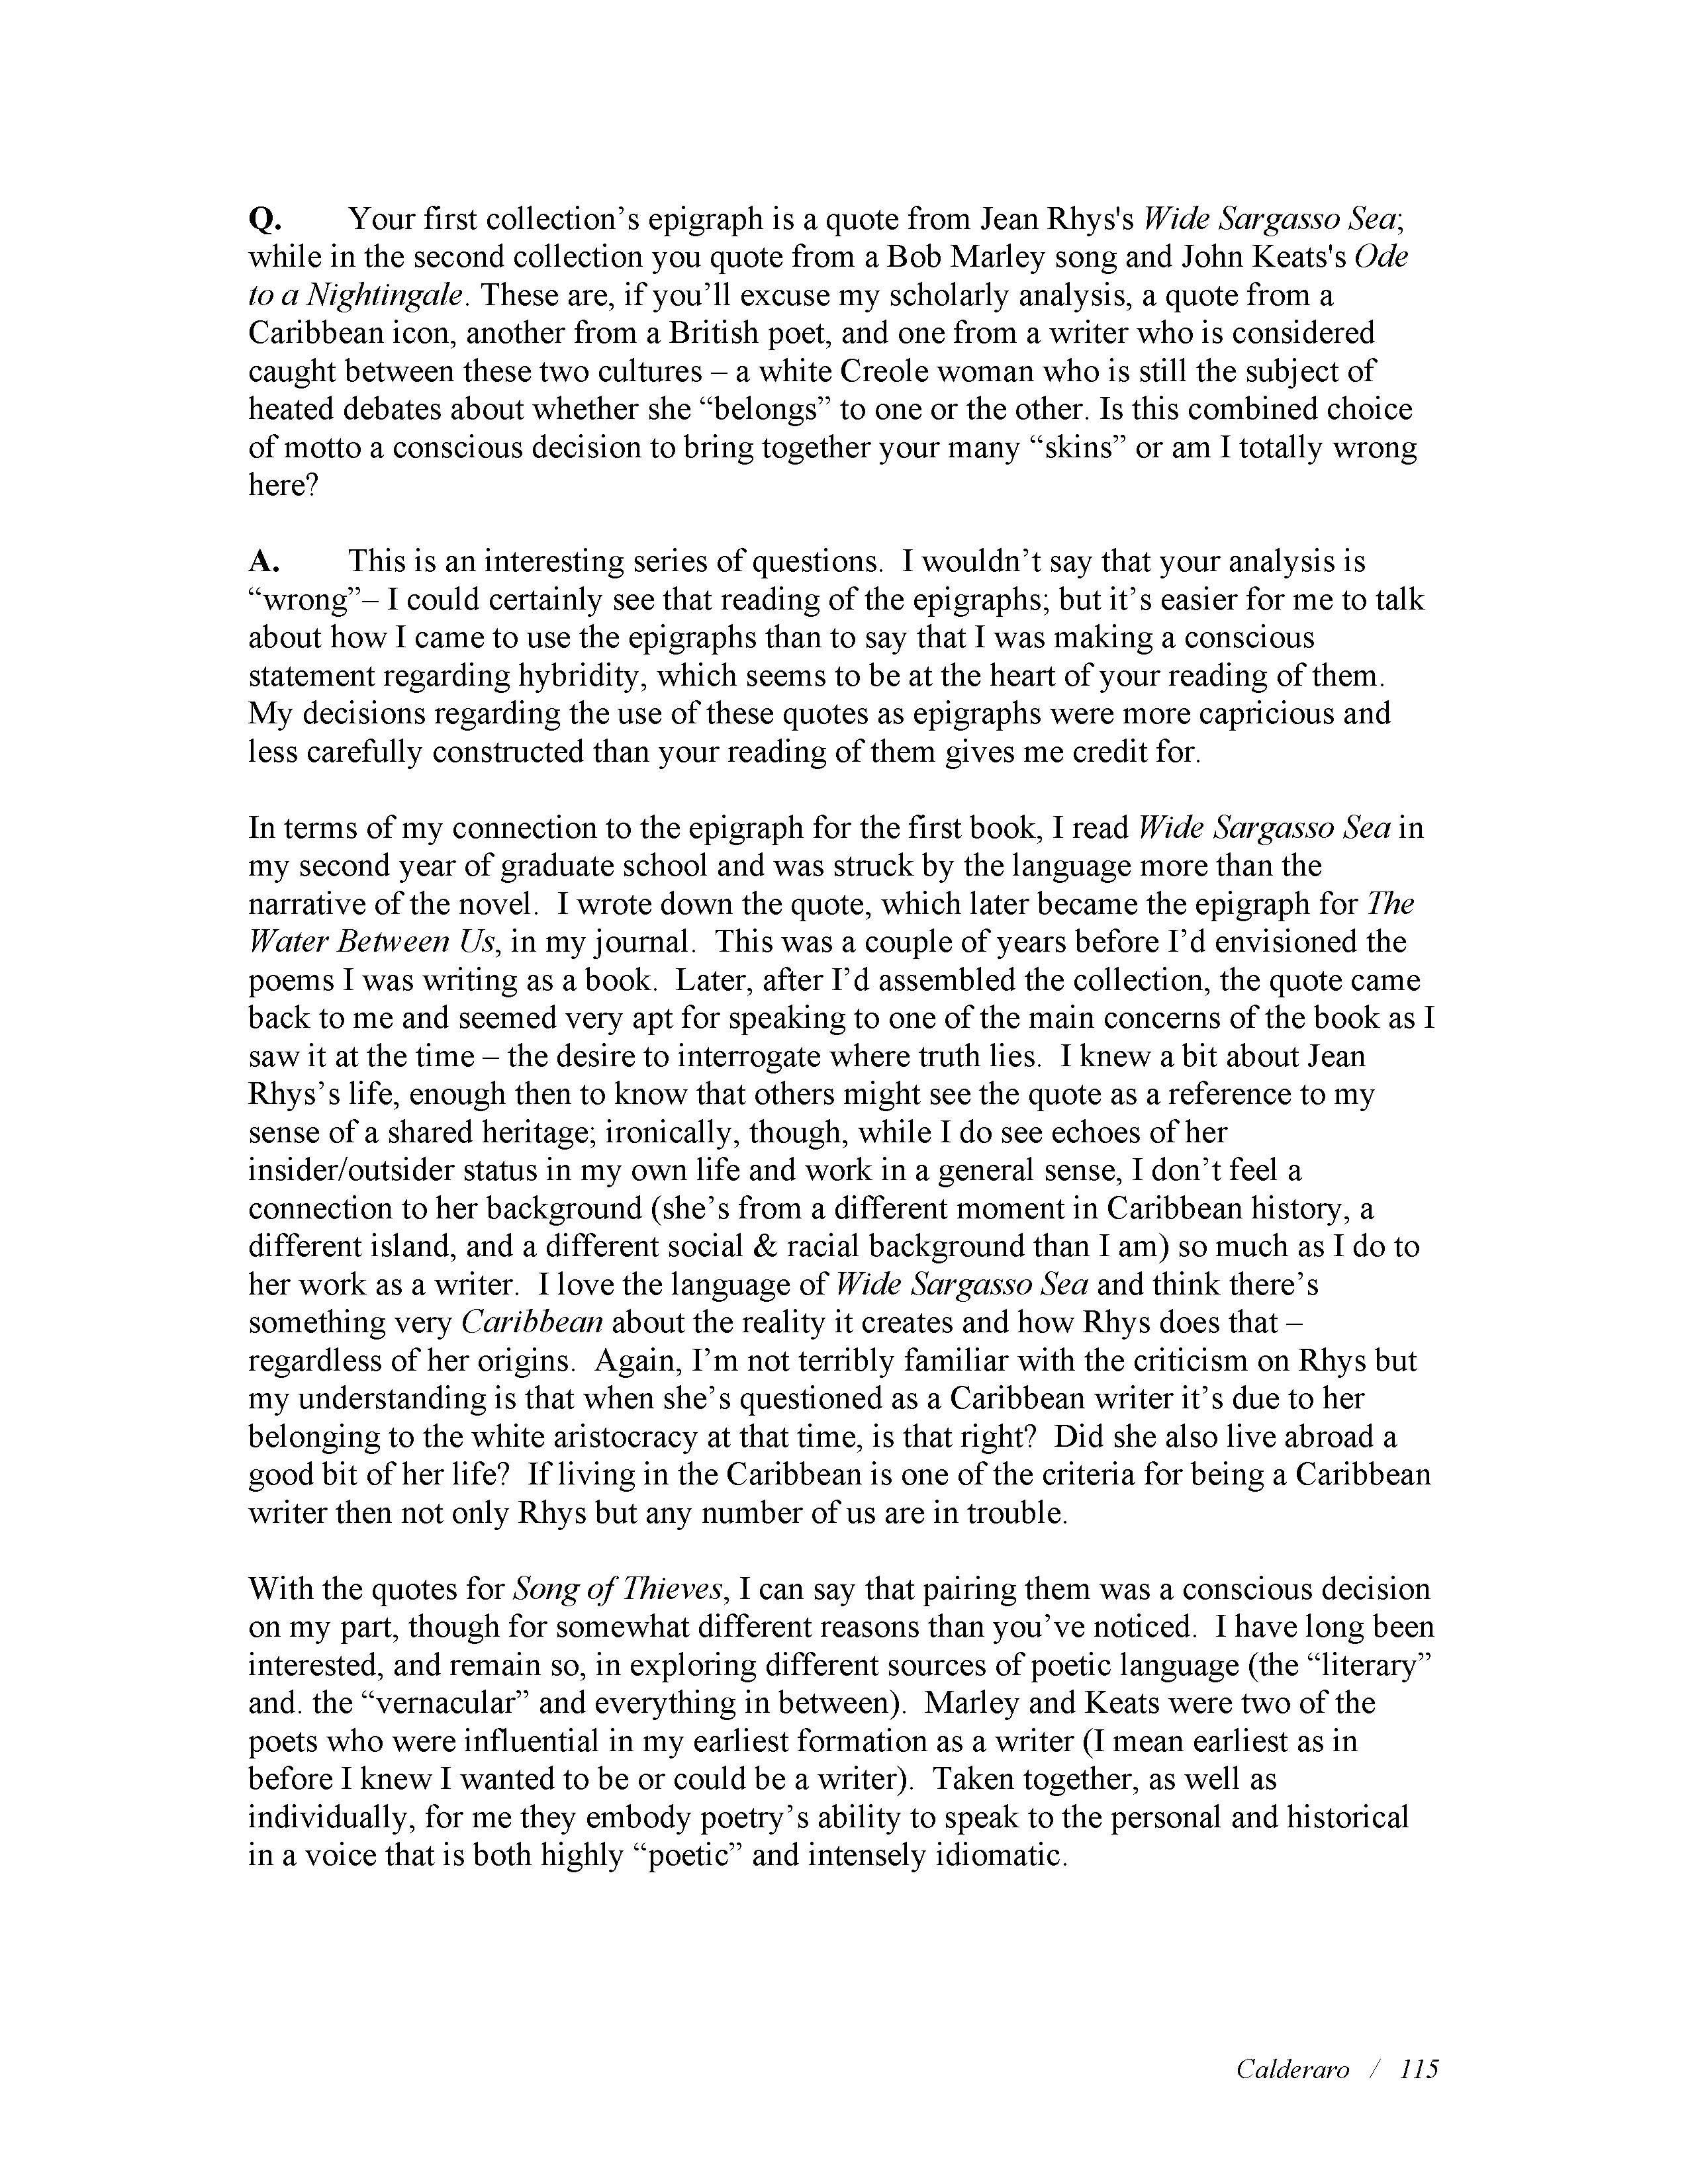 Q. Your first collection’s epigraph is a quote from Jean Rhys's Wide Sargasso Sea;
while in the second collection you quote from a Bob Marley song and John Keats's Ode
to a Nightingale. These are, if you’ll excuse my scholarly analysis, a quote from a
Caribbean icon, another from a British poet, and one from a writer who is considered
caught between these two cultures – a white Creole woman who is still the subject of
heated debates about whether she “belongs” to one or the other. Is this combined choice
of motto a conscious decision to bring together your many “skins” or am I totally wrong
here?
A. This is an interesting series of questions. I wouldn’t say that your analysis is
“wrong”– I could certainly see that reading of the epigraphs; but it’s easier for me to talk
about how I came to use the epigraphs than to say that I was making a conscious
statement regarding hybridity, which seems to be at the heart of your reading of them.
My decisions regarding the use of these quotes as epigraphs were more capricious and
less carefully constructed than your reading of them gives me credit for.
In terms of my connection to the epigraph for the first book, I read Wide Sargasso Sea in
my second year of graduate school and was struck by the language more than the
narrative of the novel. I wrote down the quote, which later became the epigraph for The
Water Between Us, in my journal. This was a couple of years before I’d envisioned the
poems I was writing as a book. Later, after I’d assembled the collection, the quote came
back to me and seemed very apt for speaking to one of the main concerns of the book as I
saw it at the time – the desire to interrogate where truth lies. I knew a bit about Jean
Rhys’s life, enough then to know that others might see the quote as a reference to my
sense of a shared heritage; ironically, though, while I do see echoes of her
insider/outsider status in my own life and work in a general sense, I don’t feel a
connection to her background (she’s from a different moment in Caribbean history, a
different island, and a different social & racial background than I am) so much as I do to
her work as a writer. I love the language of Wide Sargasso Sea and think there’s
something very Caribbean about the reality it creates and how Rhys does that –
regardless of her origins. Again, I’m not terribly familiar with the criticism on Rhys but
my understanding is that when she’s questioned as a Caribbean writer it’s due to her
belonging to the white aristocracy at that time, is that right? Did she also live abroad a
good bit of her life? If living in the Caribbean is one of the criteria for being a Caribbean
writer then not only Rhys but any number of us are in trouble.
With the quotes for Song of Thieves, I can say that pairing them was a conscious decision
on my part, though for somewhat different reasons than you’ve noticed. I have long been
interested, and remain so, in exploring different sources of poetic language (the “literary”
and. the “vernacular” and everything in between). Marley and Keats were two of the
poets who were influential in my earliest formation as a writer (I mean earliest as in
before I knew I wanted to be or could be a writer). Taken together, as well as
individually, for me they embody poetry’s ability to speak to the personal and historical
in a voice that is both highly “poetic” and intensely idiomatic.
Calderaro / 115